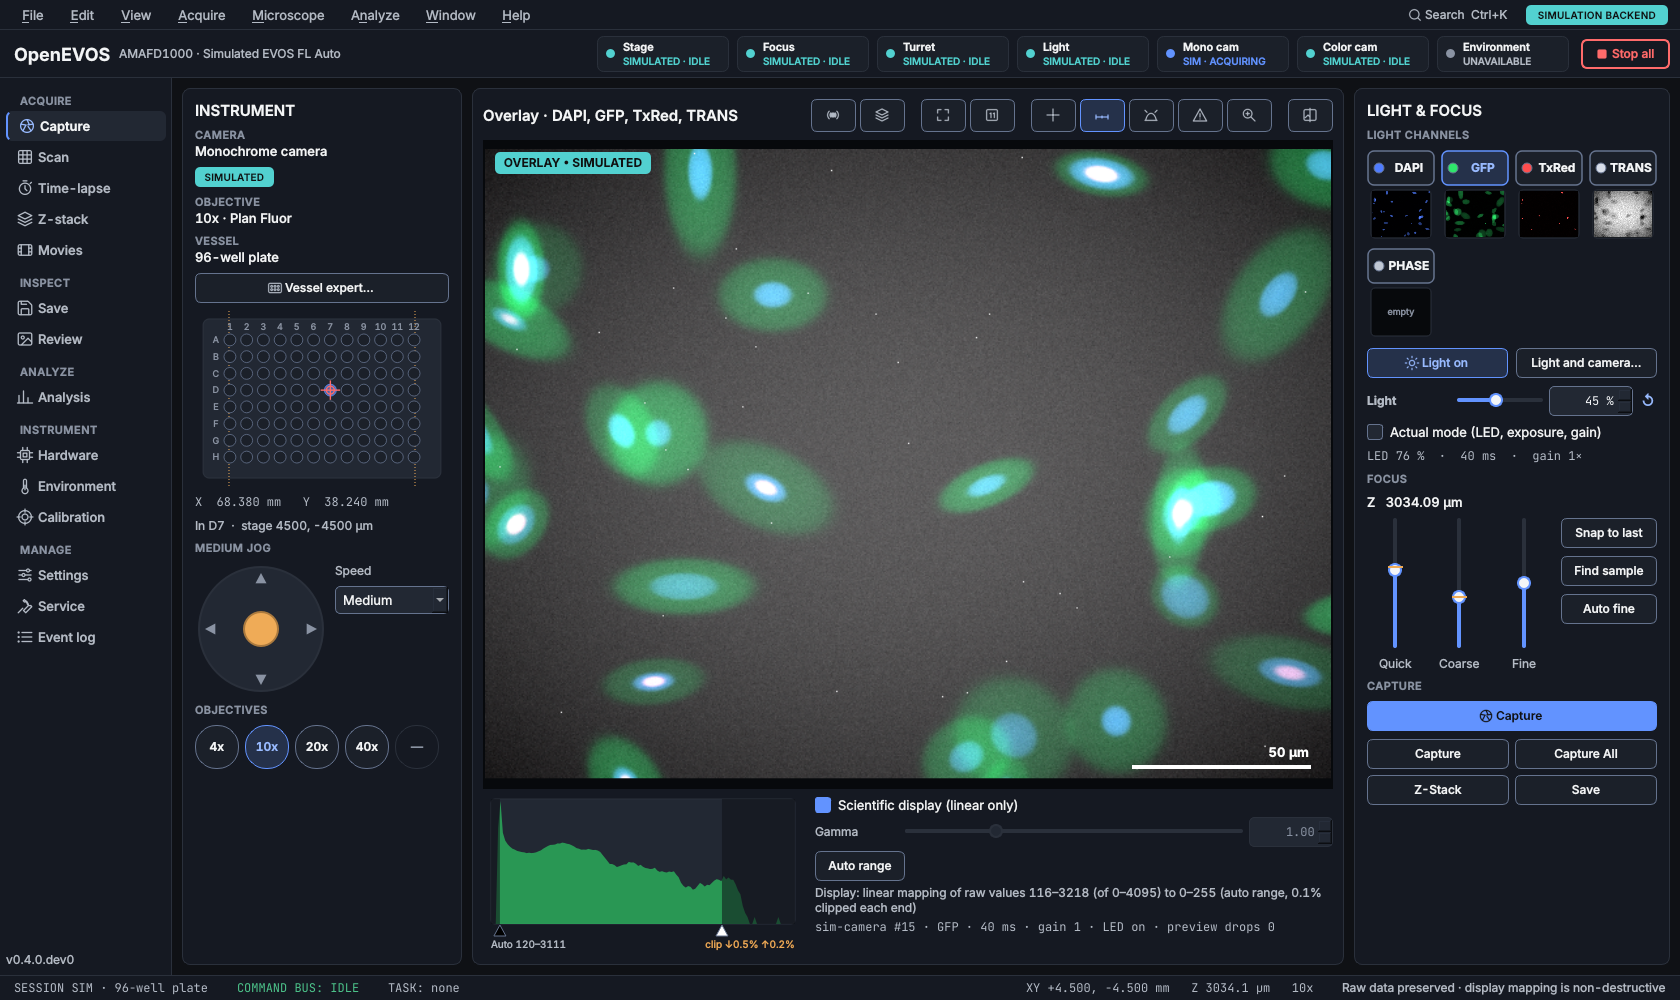 File Edit View Acquire Microscope Analyze Window Help
Search Ctrl+K
SIMULATION BACKEND
OpenEVOS AMAFD1000 · Simulated EVOS FL Auto
Stage
SIMULATED · IDLE
Focus
SIMULATED · IDLE
Turret
SIMULATED · IDLE
Light
SIMULATED · IDLE
Mono cam
SIM · ACQUIRING
Color cam
SIMULATED · IDLE
Environment
UNAVAILABLE
Stop all
ACQUIRE
Capture
Scan
Time-lapse
Z-stack
Movies
INSPECT
Save
Review
ANALYZE
Analysis
INSTRUMENT
Hardware
Environment
Calibration
MANAGE
Settings
Service
Event log
v0.4.0.dev0
INSTRUMENT
CAMERA
Monochrome camera
SIMULATED
OBJECTIVE
10x · Plan Fluor
VESSEL
96-well plate
Vessel expert...
1 2 3 4 5 6 7 8 9 10 11 12
A
B
C
D
E
F
G
H
X 68.380 mm Y 38.240 mm
In D7 · stage 4500, -4500 µm
MEDIUM JOG
Speed
Medium
OBJECTIVES
4x 10x 20x 40x —
Overlay · DAPI, GFP, TxRed, TRANS
OVERLAY • SIMULATED
50 µm
Auto 120–3111
clip ↓0.5% ↑0.2%
Scientific display (linear only)
Gamma 1.00
Auto range
Display: linear mapping of raw values 116–3218 (of 0–4095) to 0–255 (auto range, 0.1%
clipped each end)
sim-camera #15 · GFP · 40 ms · gain 1 · LED on · preview drops 0
LIGHT & FOCUS
LIGHT CHANNELS
DAPI GFP TxRed TRANS
PHASE
empty
Light on
Light and camera...
Light 45 %
Actual mode (LED, exposure, gain)
LED 76 % · 40 ms · gain 1×
FOCUS
Z 3034.09 µm
Snap to last
Find sample
Auto fine
Quick Coarse Fine
CAPTURE
Capture
Capture Capture All
Z-Stack Save
SESSION SIM · 96-well plate COMMAND BUS: IDLE TASK: none
XY +4.500, -4.500 mm Z 3034.1 µm 10x Raw data preserved · display mapping is non-destructive